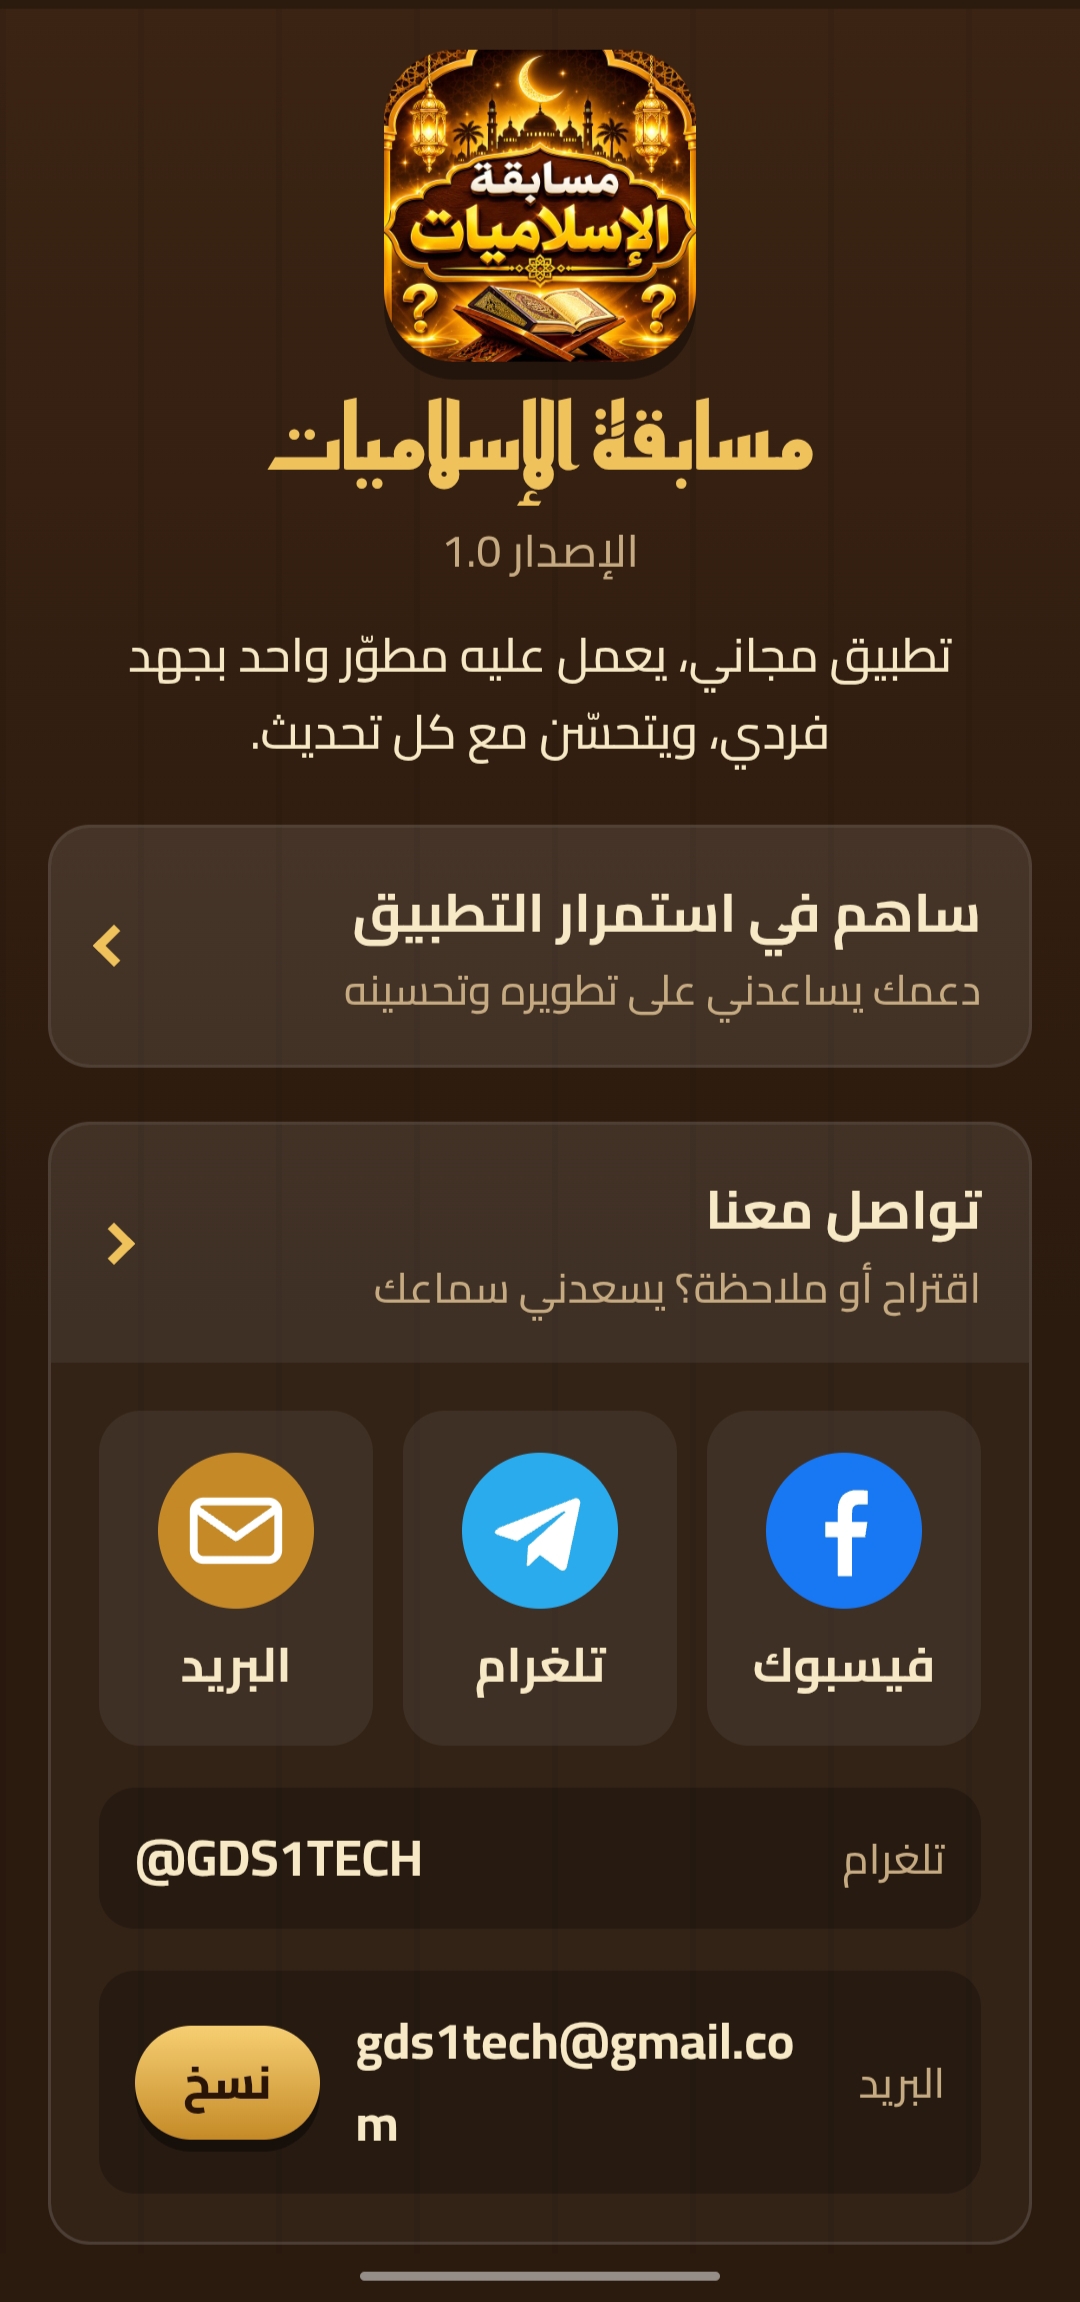 مسابقة
الإسلاميات
? ?
مسابقة الإسلاميات
الإصدار 1.0
تطبيق مجاني، يعمل عليه مطوّر واحد بجهد
فردي، ويتحسّن مع كل تحديث.
ساهم في استمرار التطبيق
دعمك يساعدني على تطويره وتحسينه
تواصل معنا
اقتراح أو ملاحظة؟ يسعدني سماعك
فيسبوك
تلغرام
البريد
تلغرام @GDS1TECH
البريد gds1tech@gmail.co
m
نسخ